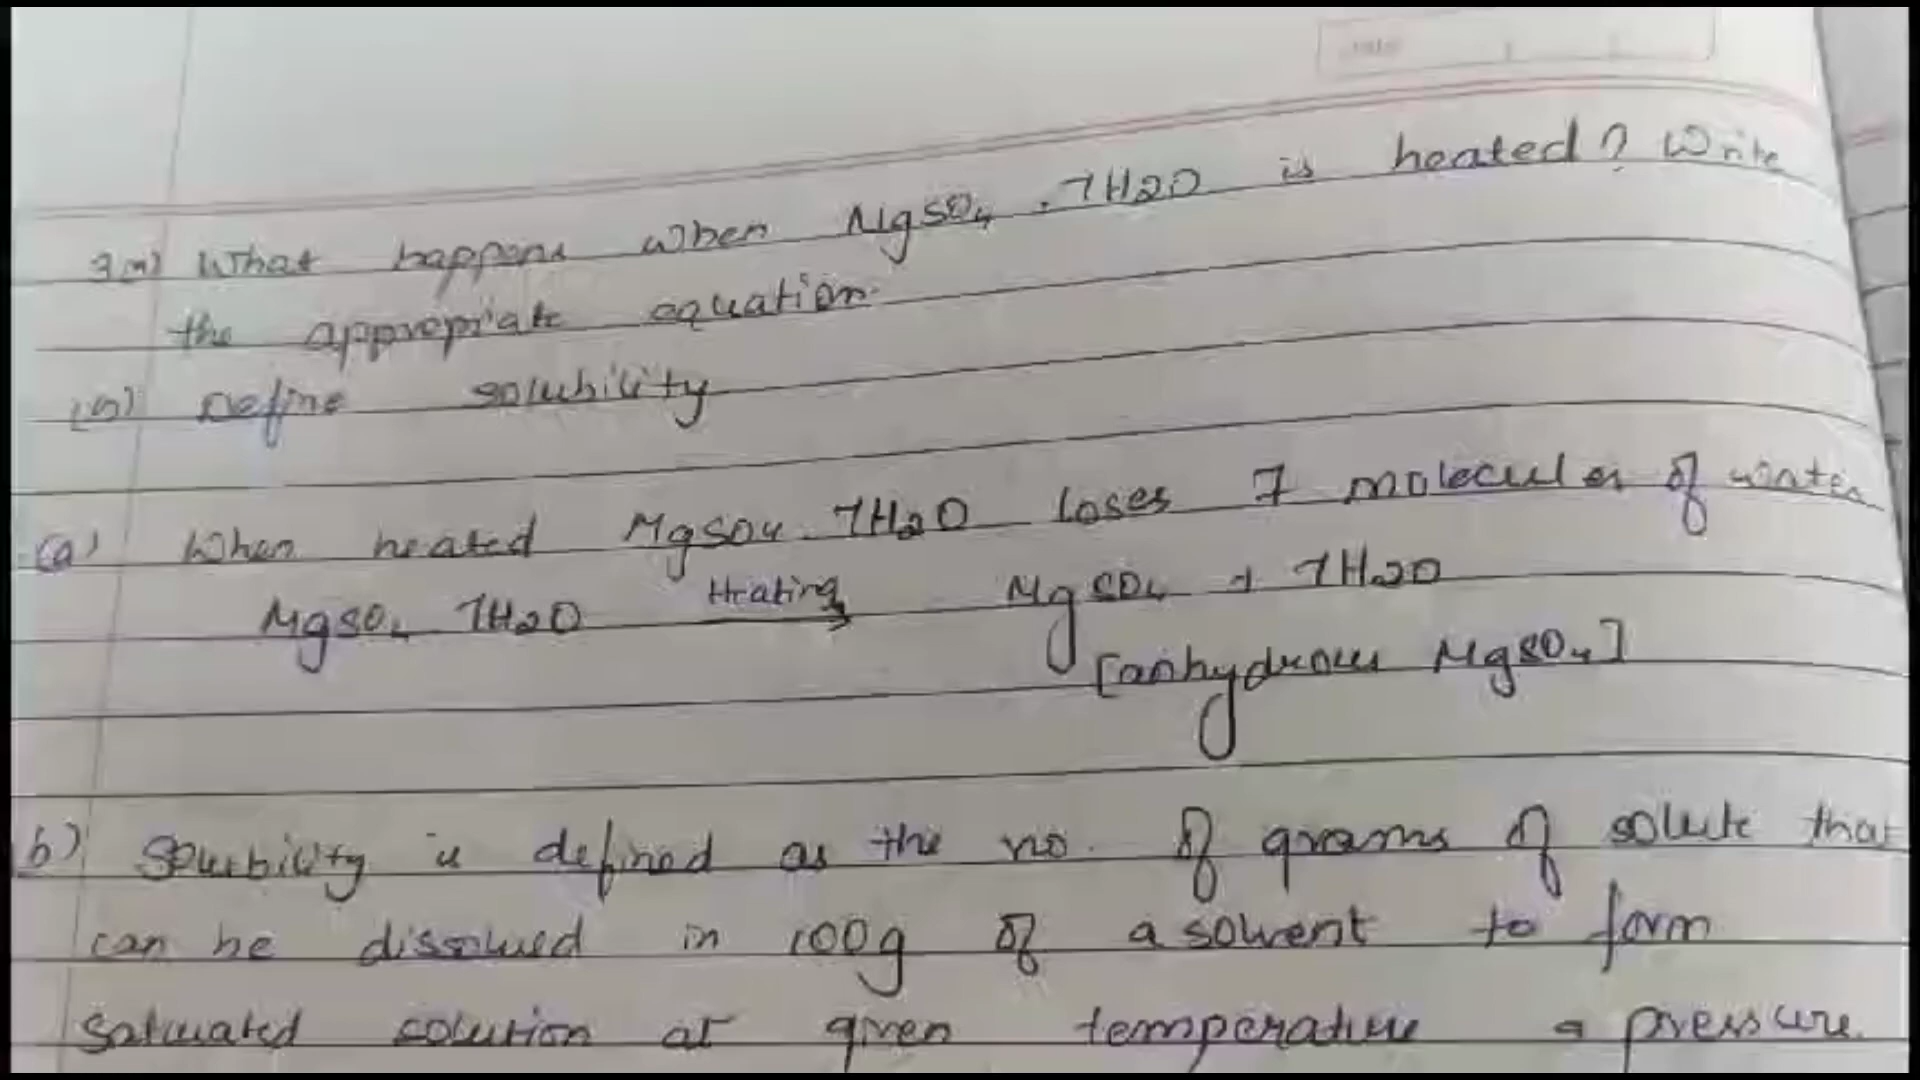 What happens when MgSO4 . 7H2O is heated? Write
the appropriate equation.
Define solubility
(a) When heated MgSO4. 7H2O loses 7 molecules of water
MgSO4 7H2O Heating → MgSO4 + 7H2O
[anhydrous MgSO4]
b) Solubility is defined as the no. of grams of solute that
can be dissolved in 100g of a solvent to form
saturated solution at given temperature & pressure.